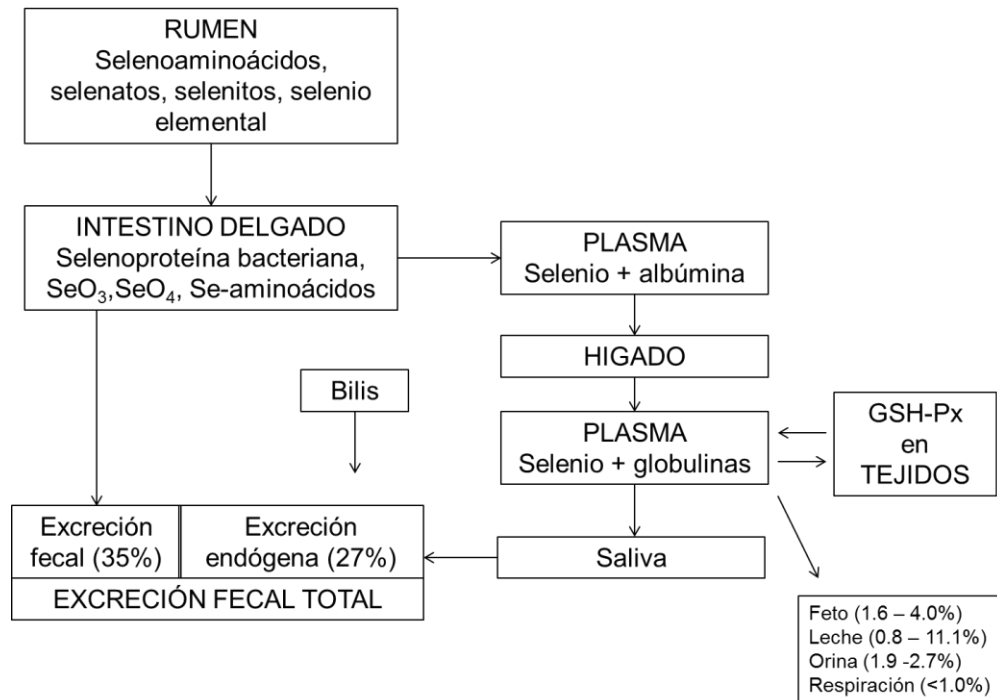 RUMEN
Selenoaminoácidos,
selenatos, selenitos, selenio
elemental
INTESTINO DELGADO
Selenoproteína bacteriana,
SeO₃,SeO₄, Se-aminoácidos
PLASMA
Selenio + albúmina
HIGADO
Bilis
PLASMA
Selenio + globulinas
GSH-Px
en
TEJIDOS
Excreción
fecal (35%)
Excreción
endógena (27%)
Saliva
EXCRECIÓN FECAL TOTAL
Feto (1.6 – 4.0%)
Leche (0.8 – 11.1%)
Orina (1.9 -2.7%)
Respiración (<1.0%)